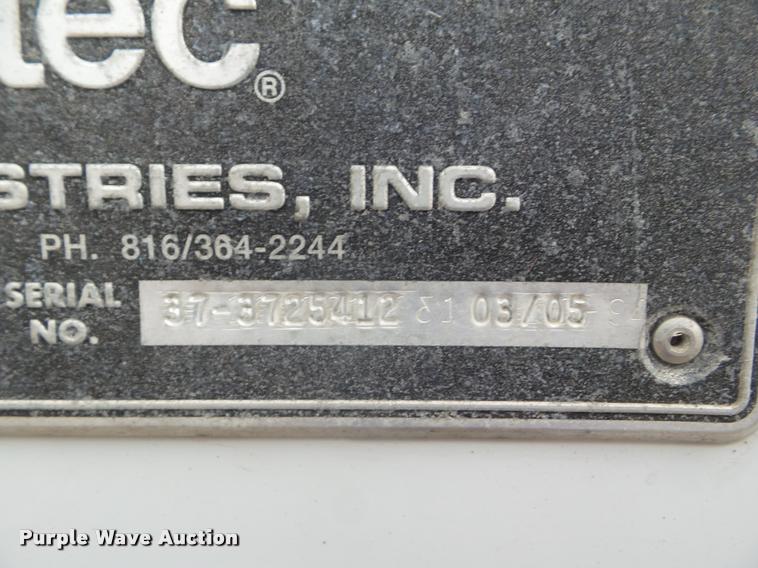 tec®
STRIES, INC.
PH. 816/364-2244
SERIAL NO. 37-3725412 03/05
Purple Wave Auction